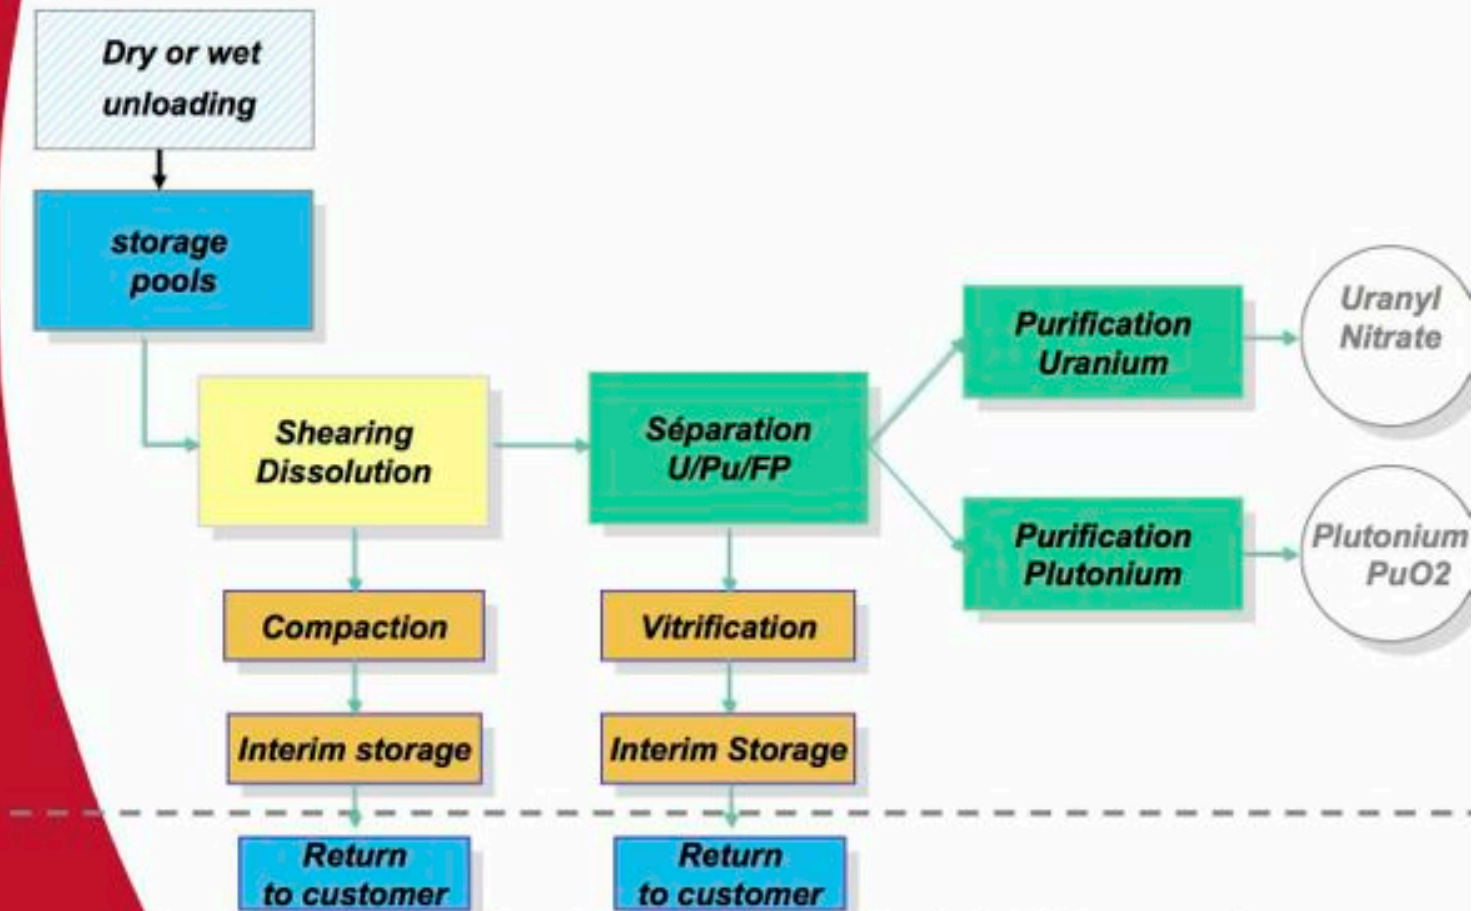 Dry or wet
unloading
storage
pools
Shearing
Dissolution
Séparation
U/Pu/FP
Purification
Uranium
Uranyl
Nitrate
Purification
Plutonium
Plutonium
PuO2
Compaction
Vitrification
Interim storage
Interim Storage
Return
to customer
Return
to customer